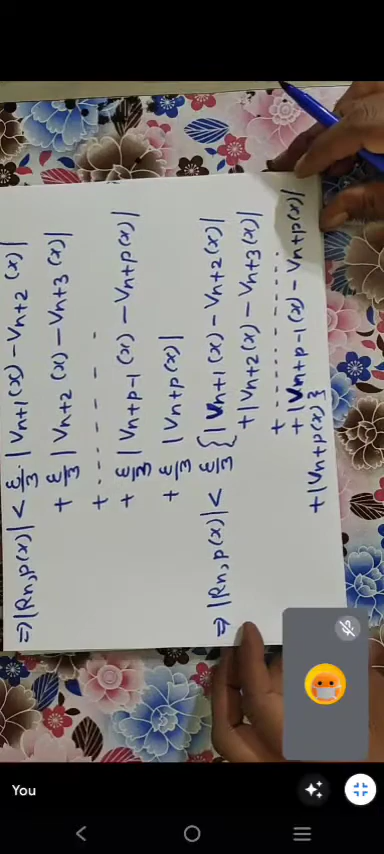 ⇒ |Rn,p(x)| < ε/3 . |Vn+1(x) - Vn+2(x)|
+ ε/3 |Vn+2(x) - Vn+3(x)|
+ - - - - - - - - -
+ ε/3 |Vn+p-1(x) - Vn+p(x)|
+ ε/3 |Vn+p(x)|
⇒ |Rn,p(x)| < ε/3 { |Vn+1(x) - Vn+2(x)|
+ |Vn+2(x) - Vn+3(x)|
+ - - - - - - - - -
+ |Vn+p-1(x) - Vn+p(x)|
+ |Vn+p(x)}
You